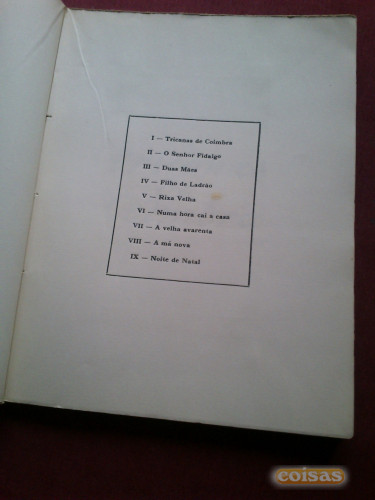 I — Tricanas de Coimbra
II — O Senhor Fidalgo
III — Duas Mães
IV — Filho de Ladrão
V — Rixa Velha
VI — Numa hora cai a casa
VII — A velha avarenta
VIII — A mã nova
IX — Noite de Natal
coisas